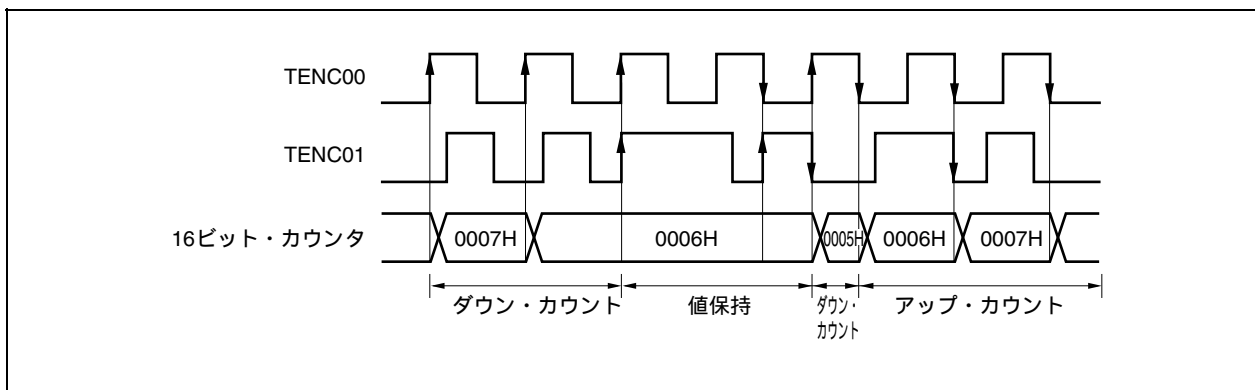 TENC00
TENC01
16ビット・カウンタ
0007H
0006H
0005H
0006H
0007H
ダウン・カウント
値保持
ダウン・
カウント
アップ・カウント